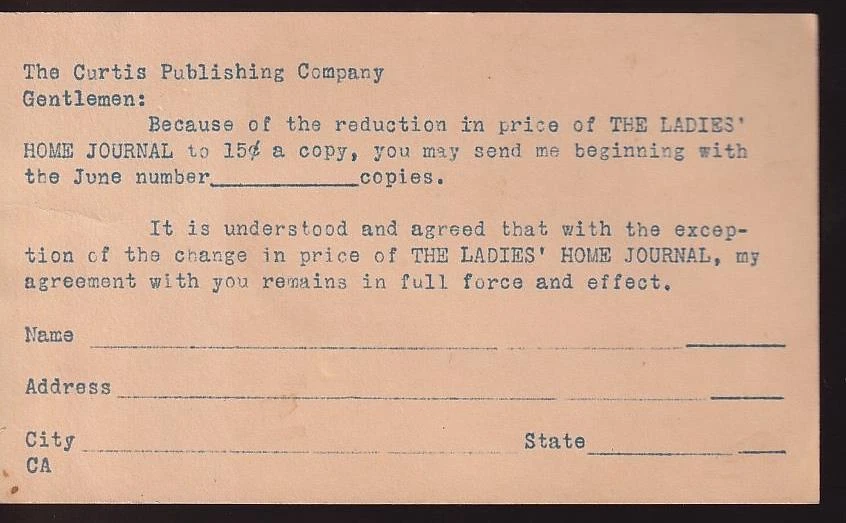 The Curtis Publishing Company
Gentlemen:
Because of the reduction in price of THE LADIES'
HOME JOURNAL to 15¢ a copy, you may send me beginning with
the June number__________copies.
It is understood and agreed that with the excep-
tion of the change in price of THE LADIES' HOME JOURNAL, my
agreement with you remains in full force and effect.
Name
Address
City State
CA